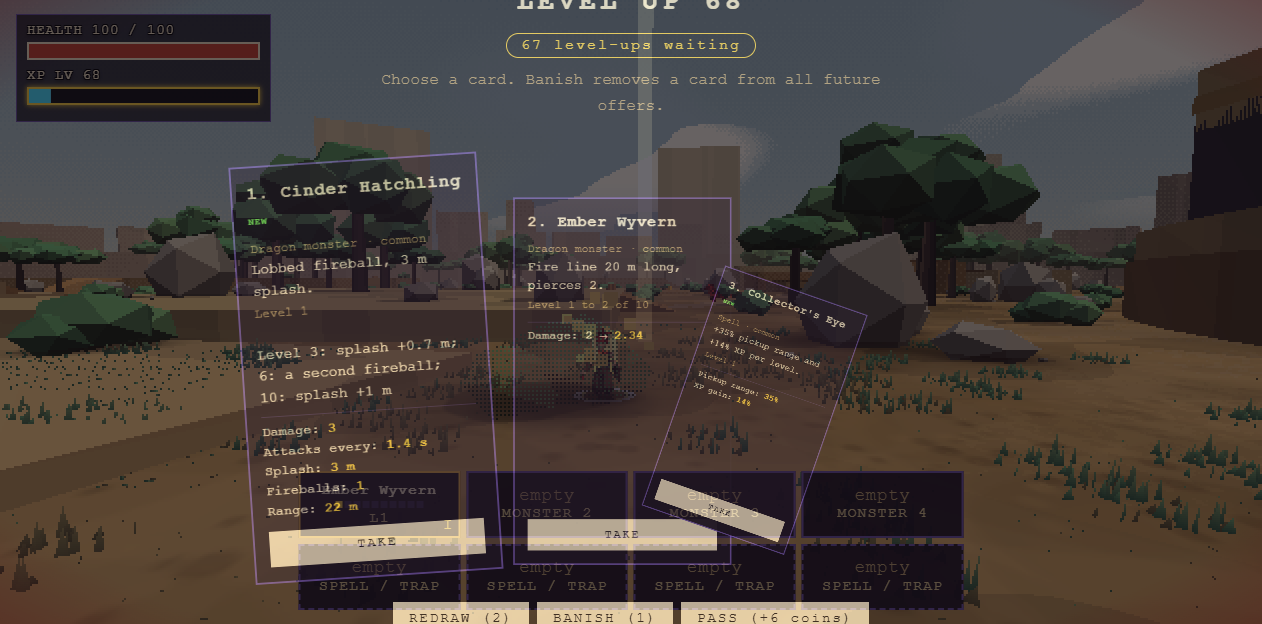 HEALTH 100 / 100
XP LV 68
LEVEL UP 68
67 level-ups waiting
Choose a card. Banish removes a card from all future
offers.
1. Cinder Hatchling
NEW
Dragon monster · common
Lobbed fireball, 3 m
splash.
Level 1
Level 3: splash +0.7 m;
6: a second fireball;
10: splash +1 m
Damage: 3
Attacks every: 1.4 s
Splash: 3 m
Fireballs: 1
Range: 22 m
TAKE
2. Ember Wyvern
Dragon monster · common
Fire line 20 m long,
pierces 2.
Level 1 to 2 of 10
Damage: 2 → 2.34
TAKE
3. Collector's Eye
NEW
Spell · common
+35% pickup range and
+14% XP per level.
Level 1
Pickup range: 35%
XP gain: 14%
TAKE
Ember Wyvern
L1
I
empty
MONSTER 2
empty
MONSTER 3
empty
MONSTER 4
empty
SPELL / TRAP
empty
SPELL / TRAP
empty
SPELL / TRAP
empty
SPELL / TRAP
REDRAW (2)
BANISH (1)
PASS (+6 coins)